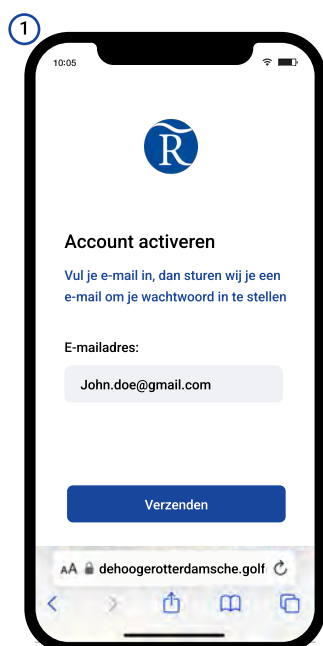 1
10:05
R
Account activeren
Vul je e-mail in, dan sturen wij je een
e-mail om je wachtwoord in te stellen
E-mailadres:
John.doe@gmail.com
Verzenden
AA dehoogerotterdamsche.golf